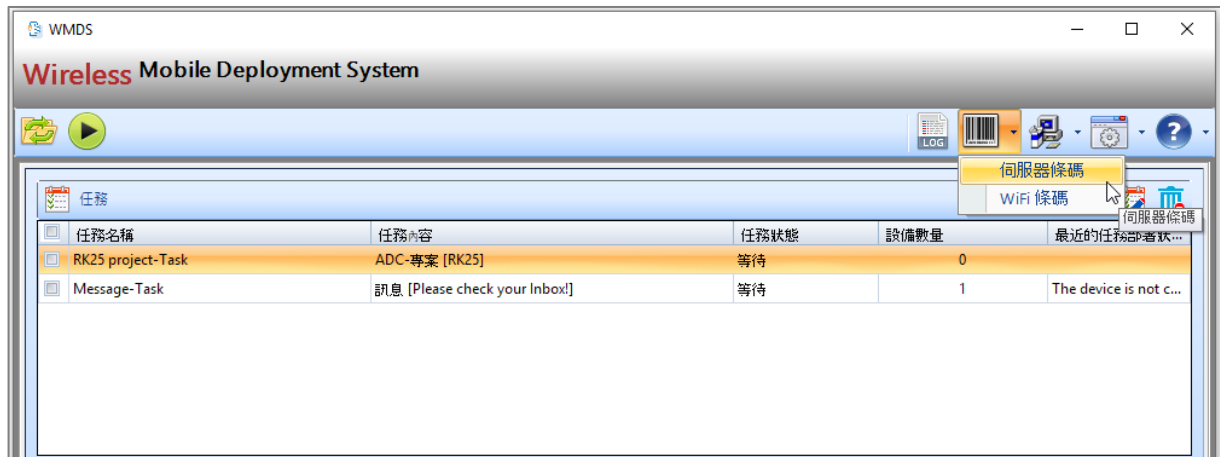 WMDS
Wireless Mobile Deployment System
LOG
伺服器條碼
WiFi 條碼
伺服器條碼
任務
任務名稱 任務內容 任務狀態 設備數量 最近的任務部署狀...
RK25 project-Task ADC-專案 [RK25] 等待 0
Message-Task 訊息 [Please check your Inbox!] 等待 1 The device is not c...